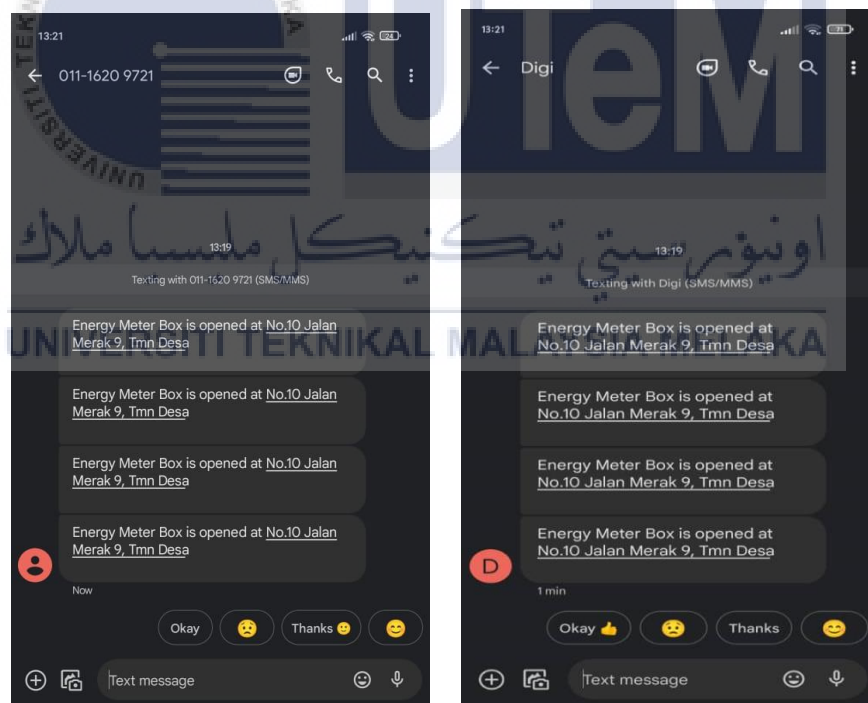 UNIVERSITI TEKN
KA
UTeM
اونيۏرسيتي تيكنيكل مليسيا ملاك
UNIVERSITI TEKNIKAL MALAYSIA MELAKA
13:21
24
011-1620 9721
13:19
Texting with 011-1620 9721 (SMS/MMS)
Energy Meter Box is opened at No.10 Jalan
Merak 9, Tmn Desa
Energy Meter Box is opened at No.10 Jalan
Merak 9, Tmn Desa
Energy Meter Box is opened at No.10 Jalan
Merak 9, Tmn Desa
Energy Meter Box is opened at No.10 Jalan
Merak 9, Tmn Desa
Now
Okay
Thanks
Text message
13:21
71
Digi
13:19
Texting with Digi (SMS/MMS)
Energy Meter Box is opened at
No.10 Jalan Merak 9, Tmn Desa
Energy Meter Box is opened at
No.10 Jalan Merak 9, Tmn Desa
Energy Meter Box is opened at
No.10 Jalan Merak 9, Tmn Desa
Energy Meter Box is opened at
No.10 Jalan Merak 9, Tmn Desa
D
1 min
Okay
Thanks
Text message